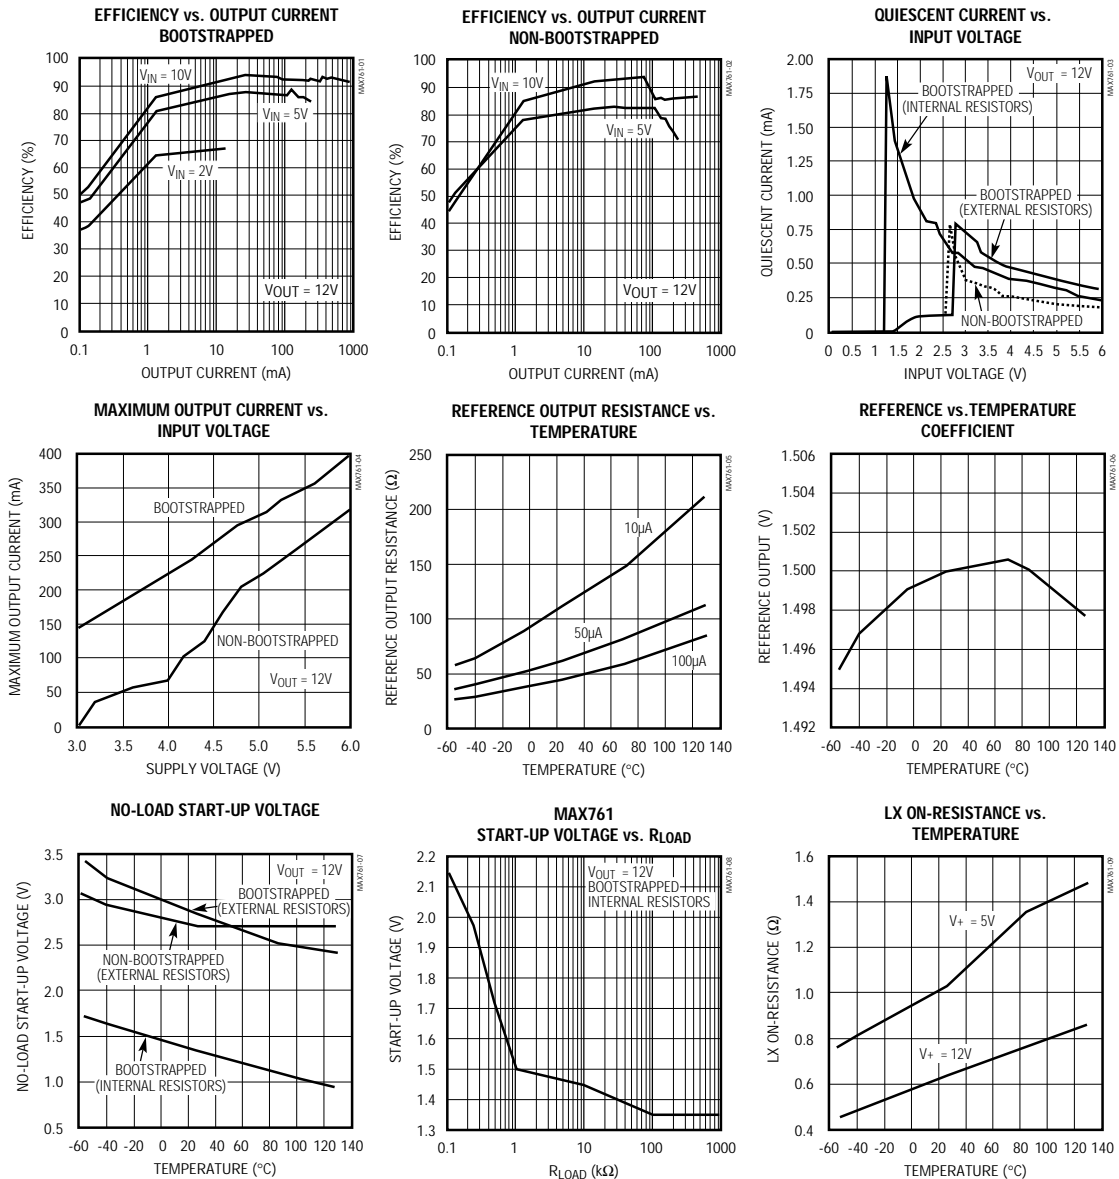 EFFICIENCY vs. OUTPUT CURRENT
BOOTSTRAPPED
100
90
80
70
60
50
40
30
20
10
0
EFFICIENCY (%)
VIN = 10V
VIN = 5V
VIN = 2V
VOUT = 12V
MAX761-01
0.1 1 10 100 1000
OUTPUT CURRENT (mA)
EFFICIENCY vs. OUTPUT CURRENT
NON-BOOTSTRAPPED
100
90
80
70
60
50
40
30
20
10
0
EFFICIENCY (%)
VIN = 10V
VIN = 5V
VOUT = 12V
MAX761-02
0.1 1 10 100 1000
OUTPUT CURRENT (mA)
QUIESCENT CURRENT vs.
INPUT VOLTAGE
2.00
1.75
1.50
1.25
1.00
0.75
0.50
0.25
0
QUIESCENT CURRENT (mA)
VOUT = 12V
BOOTSTRAPPED
(INTERNAL RESISTORS)
BOOTSTRAPPED
(EXTERNAL RESISTORS)
NON-BOOTSTRAPPED
MAX761-03
0 0.5 1 1.5 2 2.5 3 3.5 4 4.5 5 5.5 6
INPUT VOLTAGE (V)
MAXIMUM OUTPUT CURRENT vs.
INPUT VOLTAGE
400
350
300
250
200
150
100
50
0
MAXIMUM OUTPUT CURRENT (mA)
BOOTSTRAPPED
NON-BOOTSTRAPPED
VOUT = 12V
MAX761-04
3.0 3.5 4.0 4.5 5.0 5.5 6.0
SUPPLY VOLTAGE (V)
REFERENCE OUTPUT RESISTANCE vs.
TEMPERATURE
250
200
150
100
50
0
REFERENCE OUTPUT RESISTANCE (Ω)
10µA
50µA
100µA
MAX761-05
-60 -40 -20 0 20 40 60 80 100 120 140
TEMPERATURE (°C)
REFERENCE vs.TEMPERATURE
COEFFICIENT
1.506
1.504
1.502
1.500
1.498
1.496
1.494
1.492
REFERENCE OUTPUT (V)
MAX761-06
-60 -40 -20 0 20 40 60 80 100 120 140
TEMPERATURE (°C)
NO-LOAD START-UP VOLTAGE
3.5
3.0
2.5
2.0
1.5
1.0
0.5
NO-LOAD START-UP VOLTAGE (V)
VOUT = 12V
BOOTSTRAPPED
(EXTERNAL RESISTORS)
NON-BOOTSTRAPPED
(EXTERNAL RESISTORS)
BOOTSTRAPPED
(INTERNAL RESISTORS)
MAX761-07
-60 -40 -20 0 20 40 60 80 100 120 140
TEMPERATURE (°C)
MAX761
START-UP VOLTAGE vs. RLOAD
2.2
2.1
2.0
1.9
1.8
1.7
1.6
1.5
1.4
1.3
START-UP VOLTAGE (V)
VOUT = 12V
BOOTSTRAPPED
INTERNAL RESISTORS
MAX761-08
0.1 1 10 100 1000
RLOAD (kΩ)
LX ON-RESISTANCE vs.
TEMPERATURE
1.6
1.4
1.2
1.0
0.8
0.6
0.4
LX ON-RESISTANCE (Ω)
V+ = 5V
V+ = 12V
MAX761-09
-60 -40 -20 0 20 40 60 80 100 120 140
TEMPERATURE (°C)